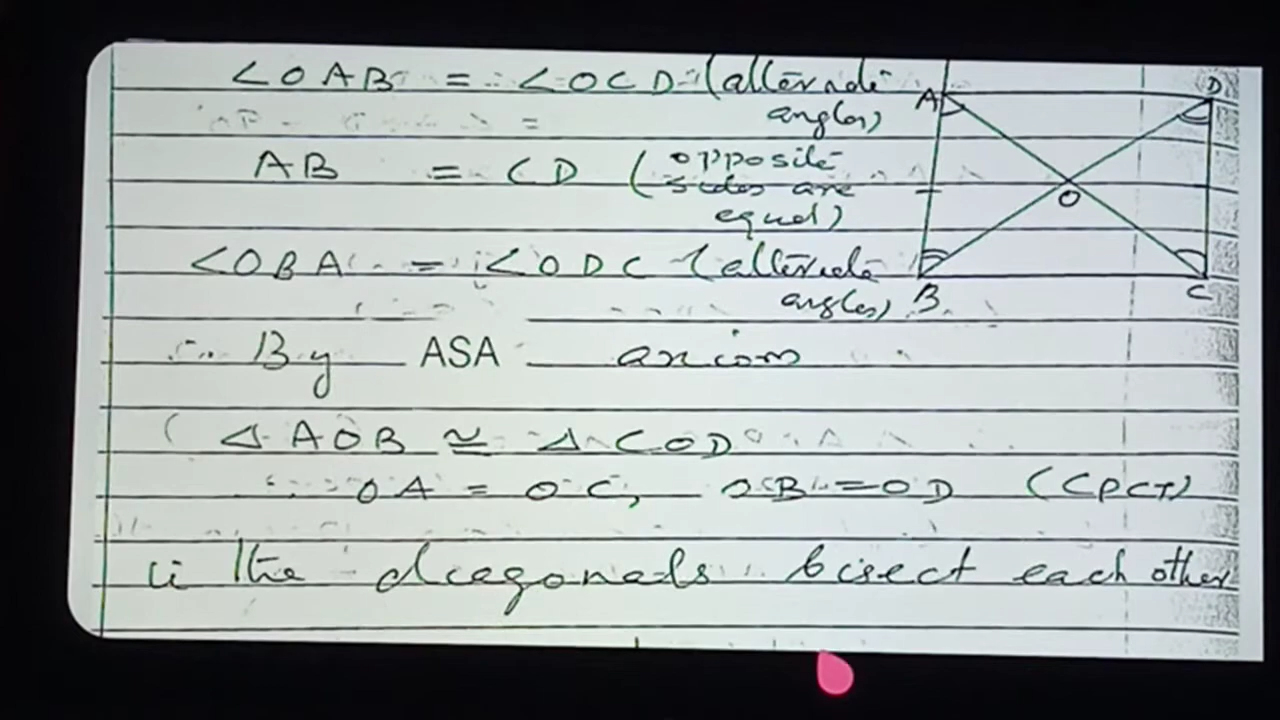 ∠OAB = ∠OCD (alternate
angles)
AB = CD (opposite
sides are
equal)
∠OBA = ∠ODC (alternate
angles)
∴ By ASA axiom
△AOB ≅ △COD
∴ OA = OC, OB = OD (CPCT)
ie the diagonals bisect each other
A
D
O
B
C